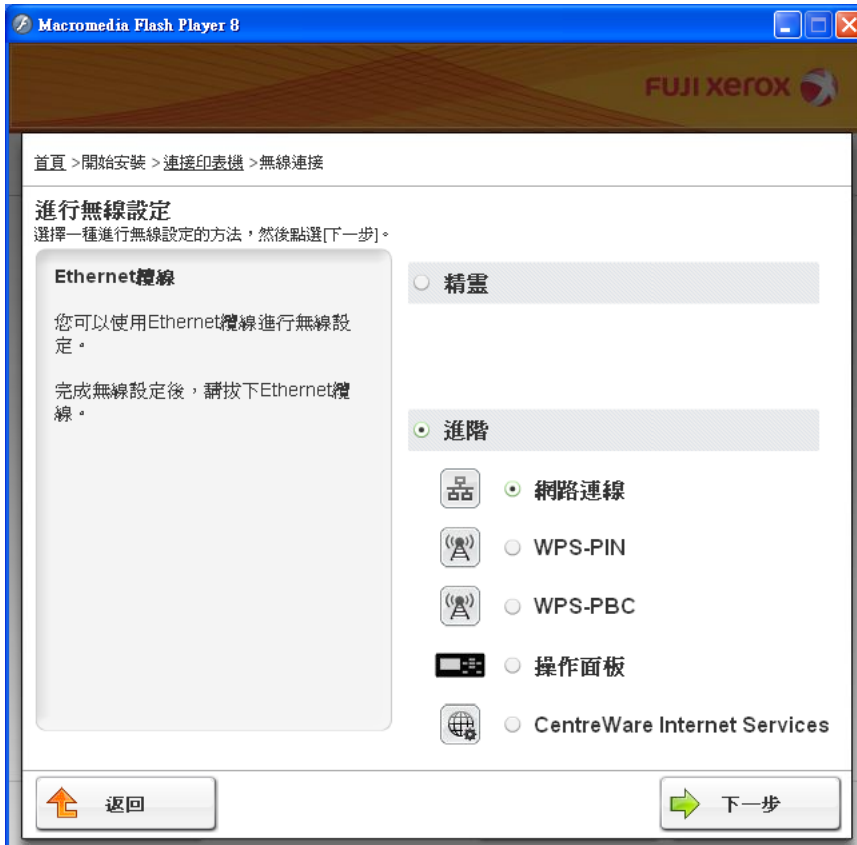 Macromedia Flash Player 8
FUJI xerox
首頁 >開始安裝 >連接印表機 >無線連接
進行無線設定
選擇一種進行無線設定的方法，然後點選[下一步]。
Ethernet纜線
您可以使用Ethernet纜線進行無線設
定。
完成無線設定後，請拔下Ethernet纜
線。
精靈
進階
網路連線
WPS-PIN
WPS-PBC
操作面板
CentreWare Internet Services
返回
下一步